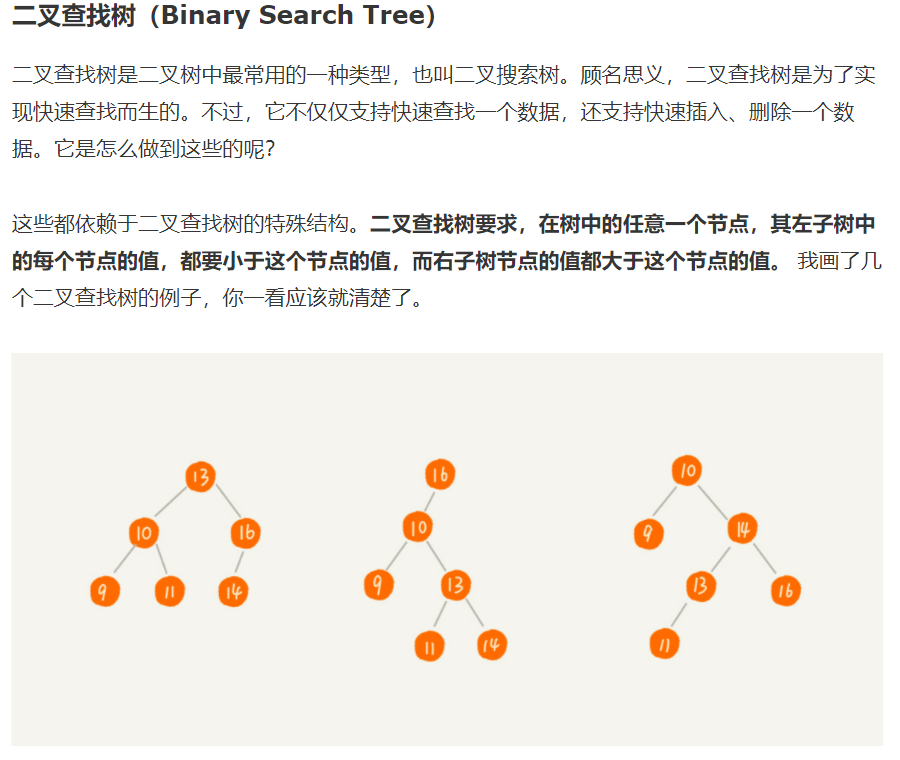 二叉查找树（Binary Search Tree）
二叉查找树是二叉树中最常用的一种类型，也叫二叉搜索树。顾名思义，二叉查找树是为了实
现快速查找而生的。不过，它不仅仅支持快速查找一个数据，还支持快速插入、删除一个数
据。它是怎么做到这些的呢？
这些都依赖于二叉查找树的特殊结构。二叉查找树要求，在树中的任意一个节点，其左子树中
的每个节点的值，都要小于这个节点的值，而右子树节点的值都大于这个节点的值。 我画了几
个二叉查找树的例子，你一看应该就清楚了。
13
10 16
9 11 14
16
10
9 13
11 14
10
9 14
13 16
11